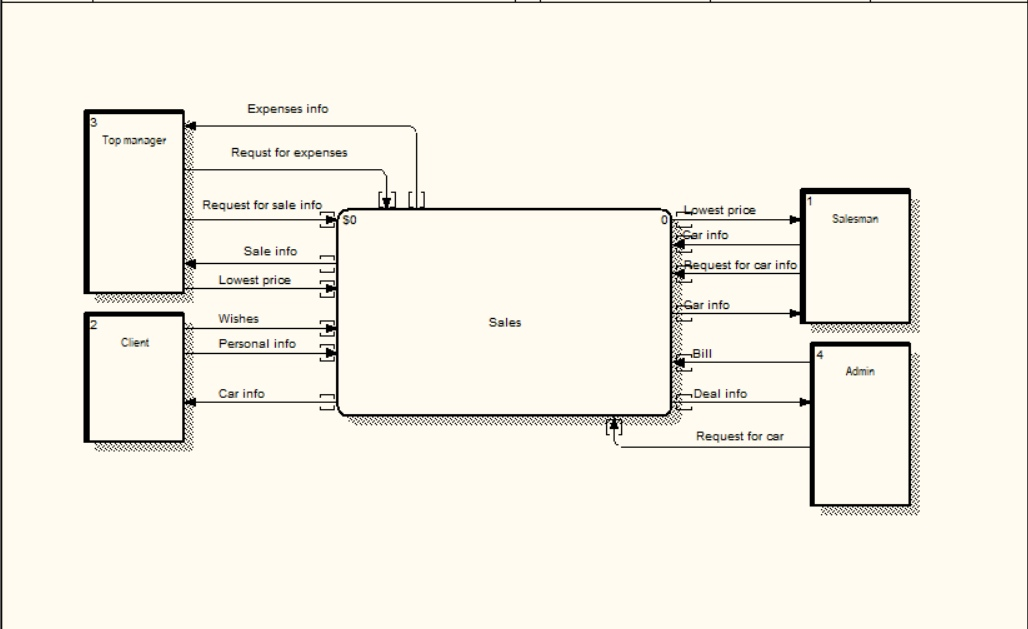 Expenses info
3
Top manager
Requst for expenses
Request for sale info
$0
0
Lowest price
1
Salesman
Car info
Sale info
Request for car info
Lowest price
Car info
Wishes
Sales
2
Client
Personal info
Bill
4
Admin
Car info
Deal info
Request for car